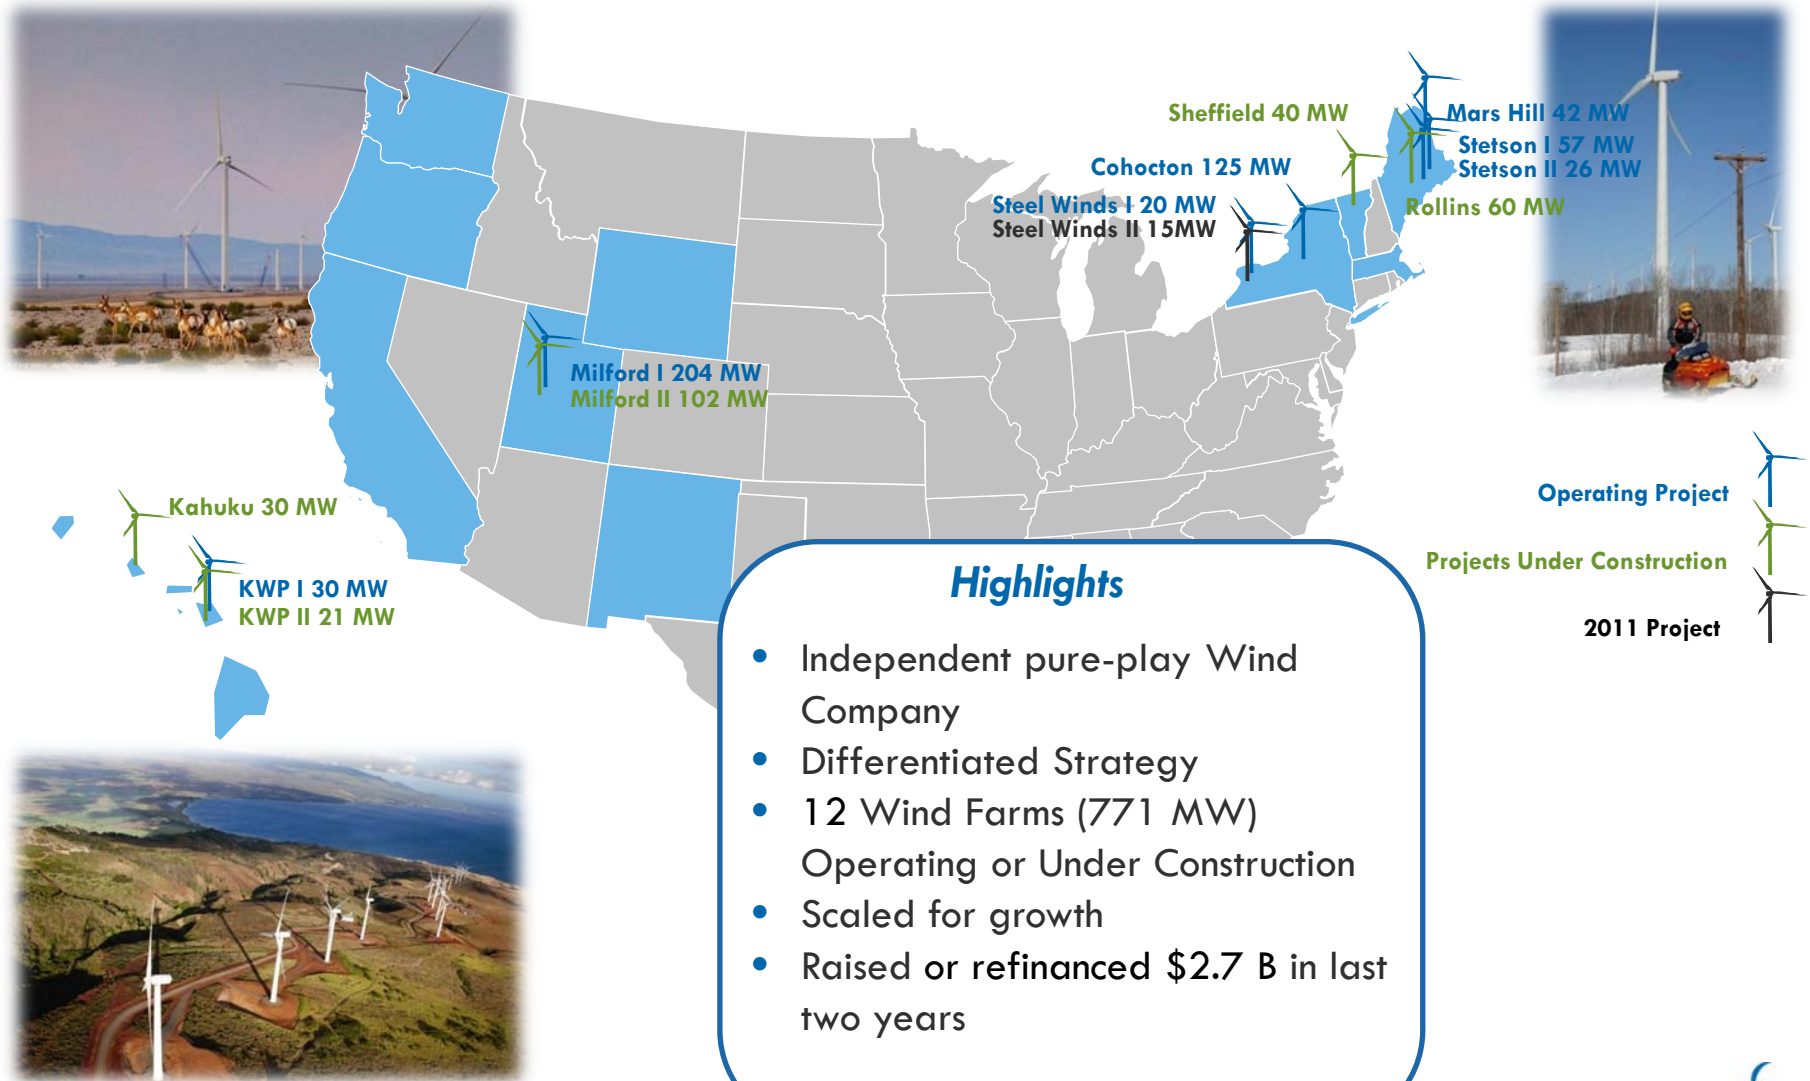 Sheffield 40 MW
Mars Hill 42 MW
Stetson I 57 MW
Stetson II 26 MW
Cohocton 125 MW
Steel Winds I 20 MW
Steel Winds II 15MW
Rollins 60 MW
Milford I 204 MW
Milford II 102 MW
Kahuku 30 MW
KWP I 30 MW
KWP II 21 MW
Operating Project
Projects Under Construction
2011 Project
Highlights
• Independent pure-play Wind
Company
• Differentiated Strategy
• 12 Wind Farms (771 MW)
Operating or Under Construction
• Scaled for growth
• Raised or refinanced $2.7 B in last
two years